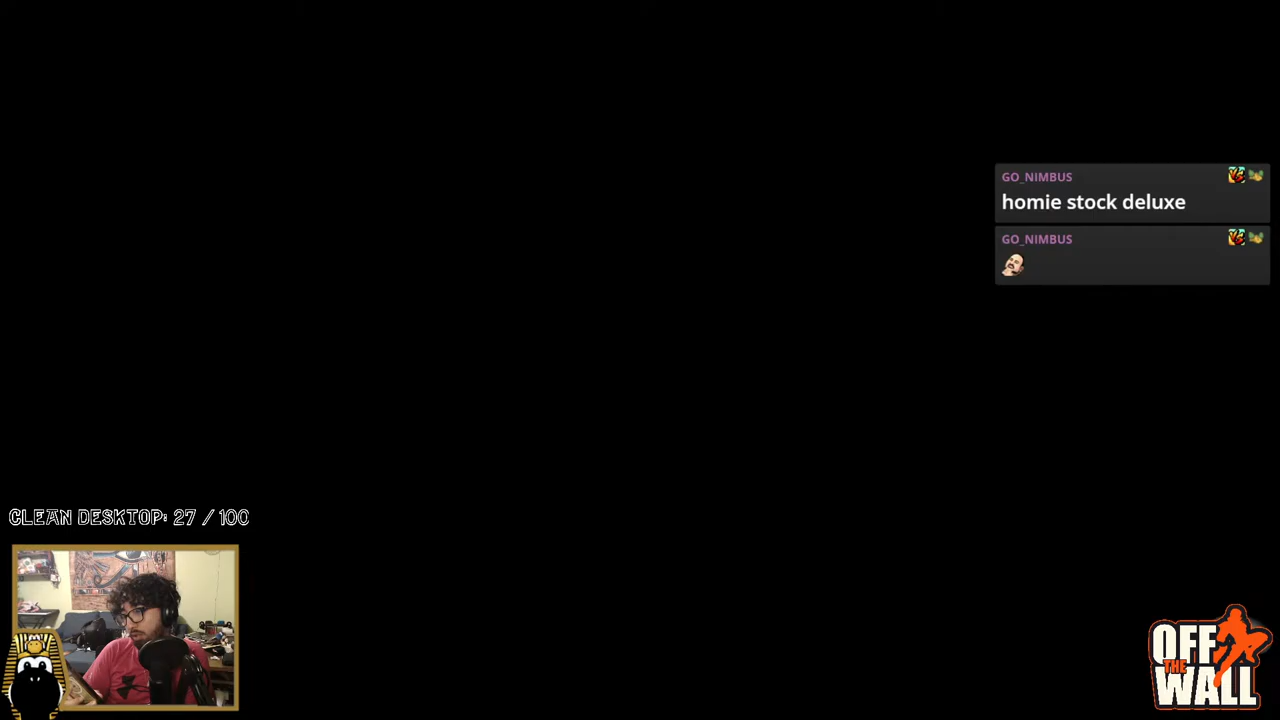 GO_NIMBUS
homie stock deluxe
GO_NIMBUS
CLEAN DESKTOP: 27 / 100
OFF
THE
WALL